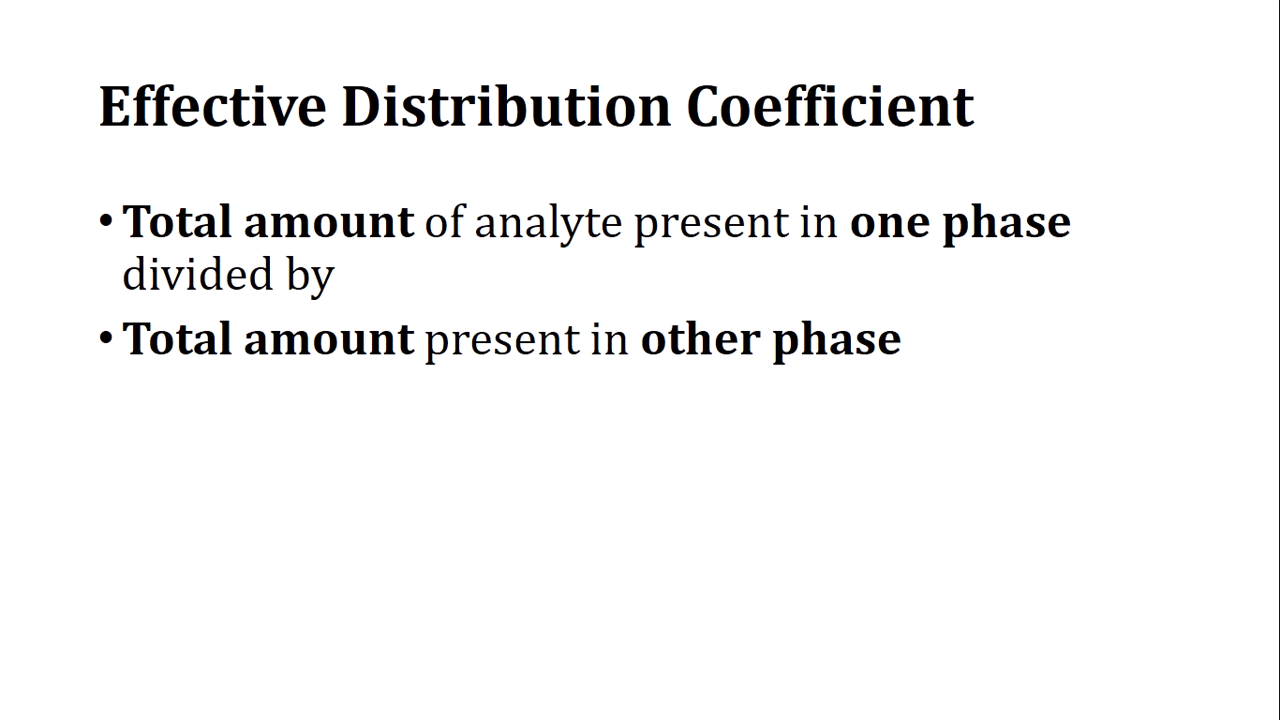 Effective Distribution Coefficient
• Total amount of analyte present in one phase
divided by
• Total amount present in other phase